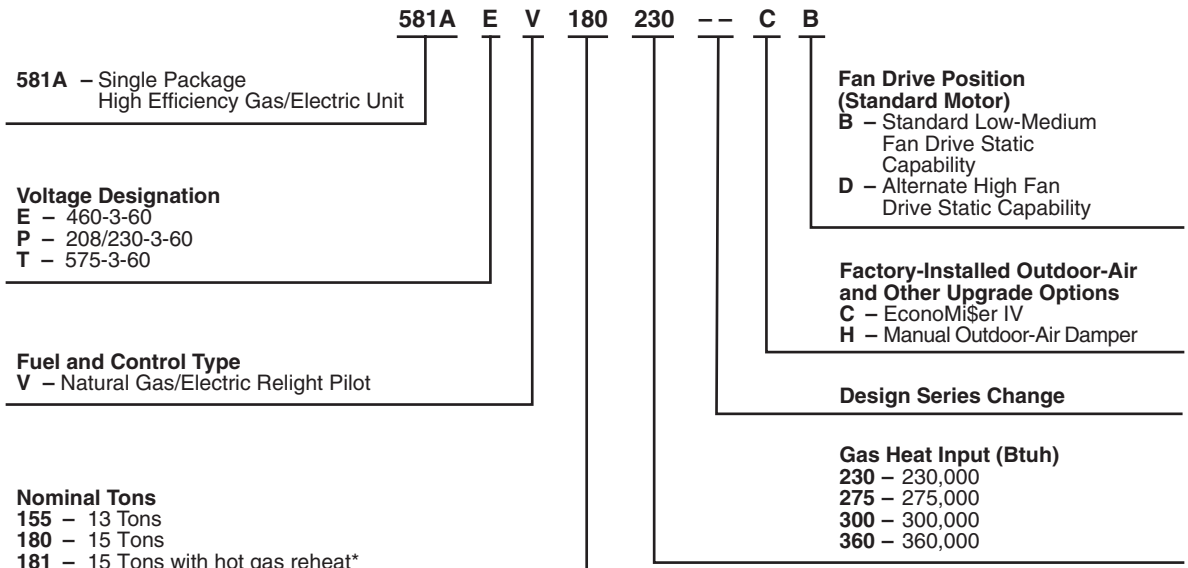 581A E V 180 230 – – C B
581A – Single Package
High Efficiency Gas/Electric Unit
Voltage Designation
E – 460-3-60
P – 208/230-3-60
T – 575-3-60
Fuel and Control Type
V – Natural Gas/Electric Relight Pilot
Nominal Tons
155 – 13 Tons
180 – 15 Tons
181 – 15 Tons with hot gas reheat*
Fan Drive Position
(Standard Motor)
B – Standard Low-Medium
Fan Drive Static
Capability
D – Alternate High Fan
Drive Static Capability
Factory-Installed Outdoor-Air
and Other Upgrade Options
C – EconoMi$er IV
H – Manual Outdoor-Air Damper
Design Series Change
Gas Heat Input (Btuh)
230 – 230,000
275 – 275,000
300 – 300,000
360 – 360,000